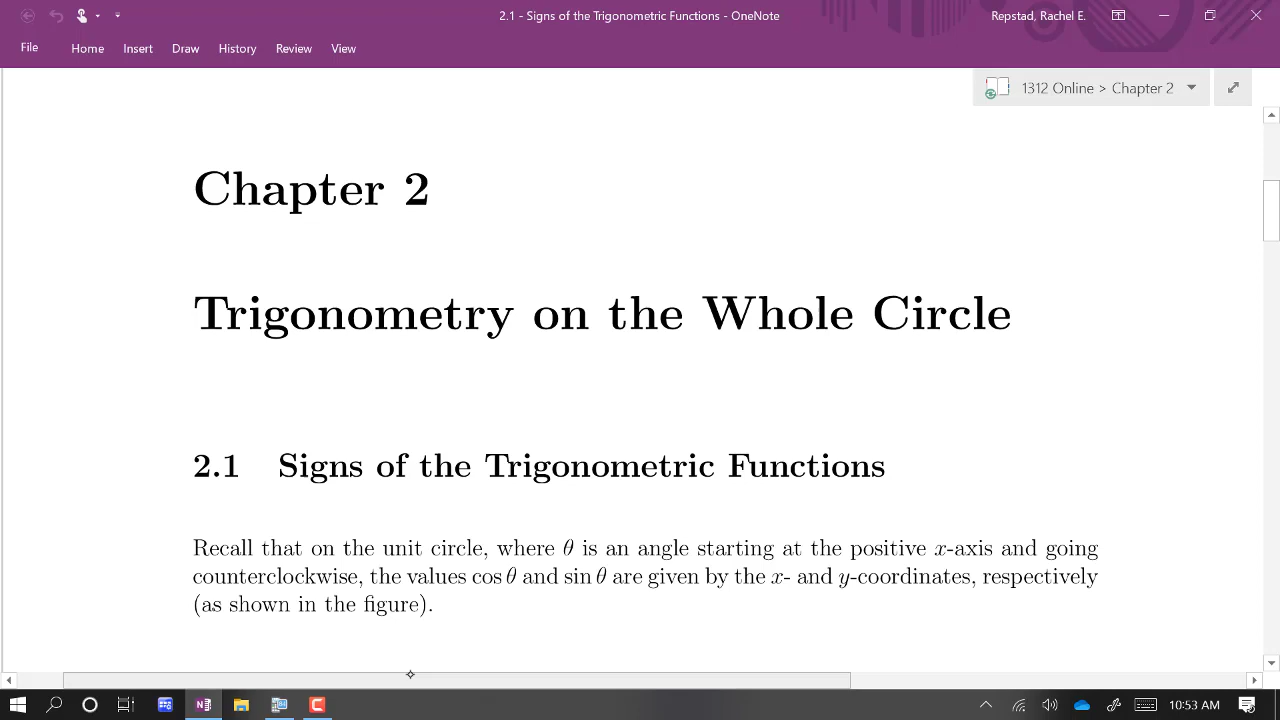 2.1 - Signs of the Trigonometric Functions - OneNote
Repstad, Rachel E.
File Home Insert Draw History Review View
1312 Online > Chapter 2
Chapter 2
Trigonometry on the Whole Circle
2.1 Signs of the Trigonometric Functions
Recall that on the unit circle, where θ is an angle starting at the positive x-axis and going
counterclockwise, the values cos θ and sin θ are given by the x- and y-coordinates, respectively
(as shown in the figure).
10:53 AM